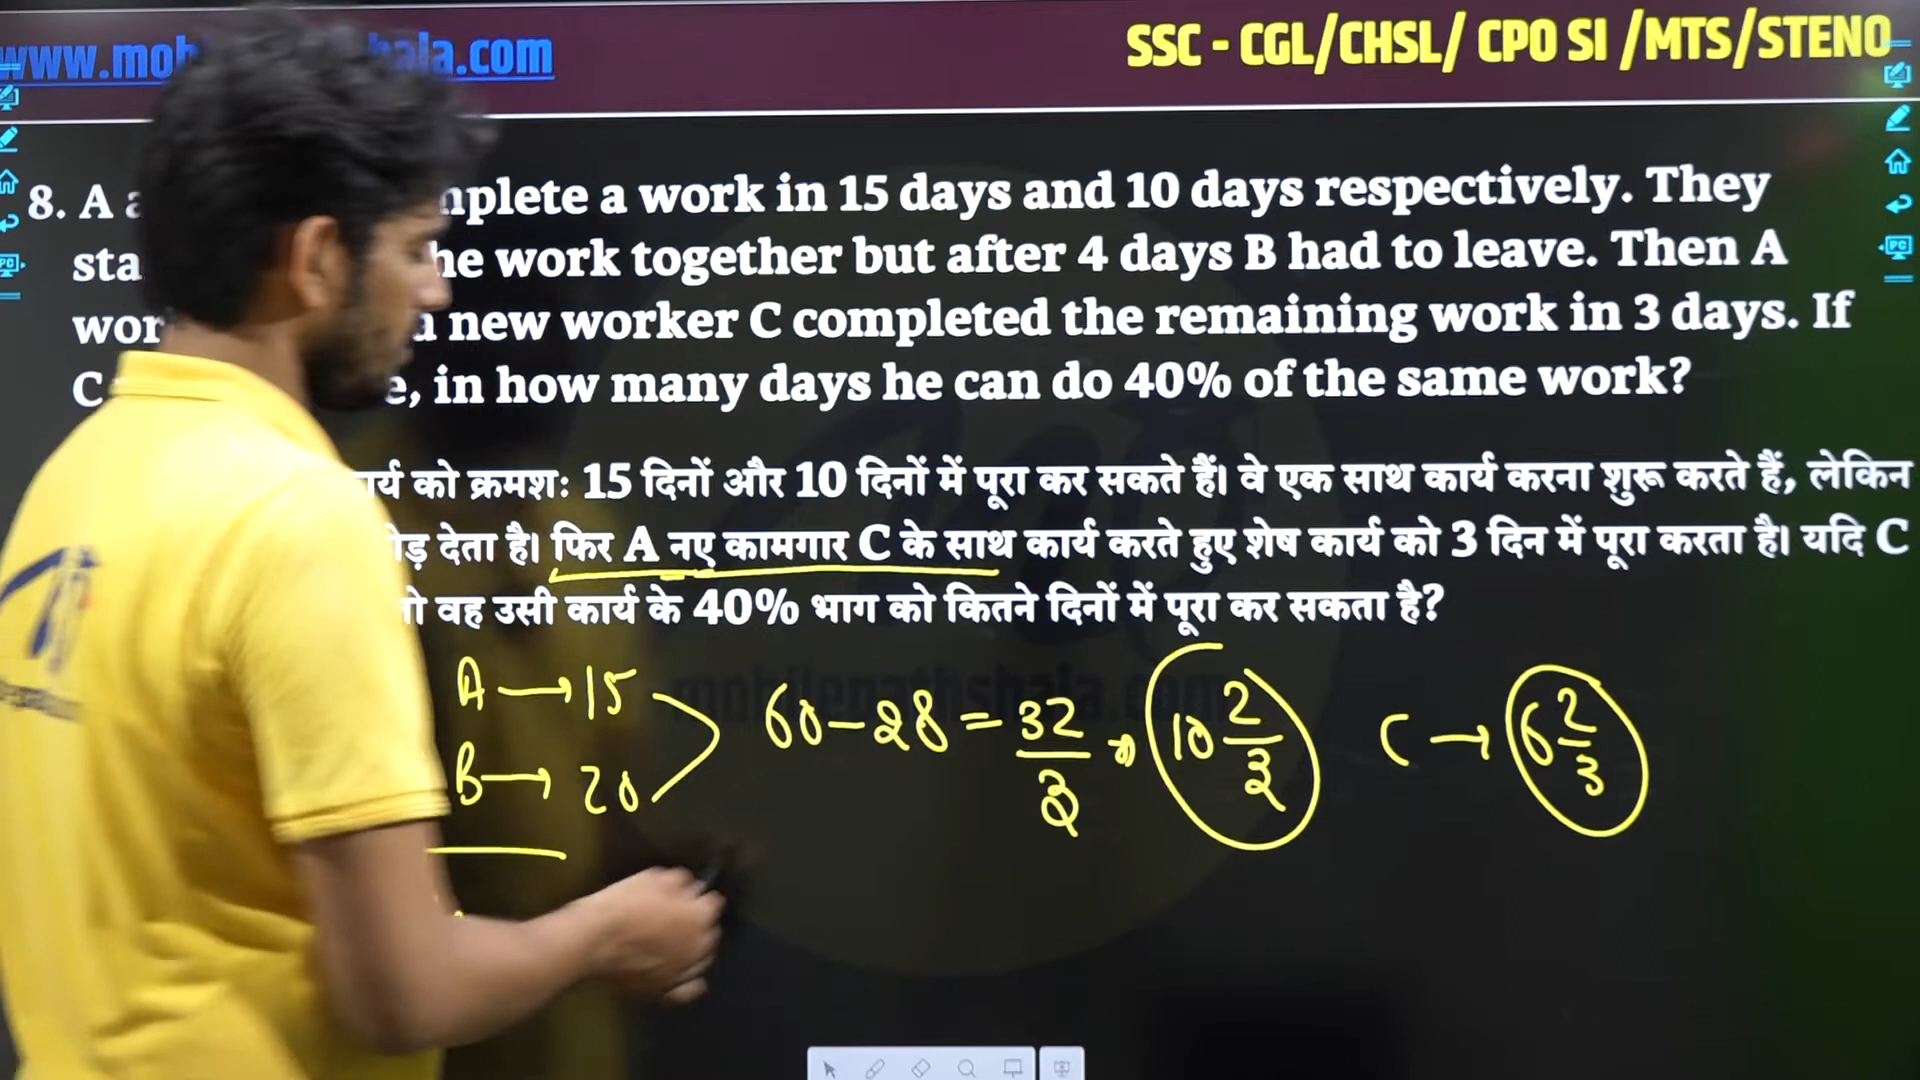 www.mob hala.com
SSC - CGL/CHSL/ CPO SI /MTS/STENO
8. A a mplete a work in 15 days and 10 days respectively. They
sta he work together but after 4 days B had to leave. Then A
wor new worker C completed the remaining work in 3 days. If
C e, in how many days he can do 40% of the same work?
र्य को क्रमशः 15 दिनों और 10 दिनों में पूरा कर सकते हैं। वे एक साथ कार्य करना शुरू करते हैं, लेकिन
देता है। फिर A नए कामगार C के साथ कार्य करते हुए शेष कार्य को 3 दिन में पूरा करता है। यदि C
वह उसी कार्य के 40% भाग को कितने दिनों में पूरा कर सकता है?
mobilepathshala.com
A → 15
B → 20
60 - 28 = 32/3 → 10 2/3 C → 6 2/3